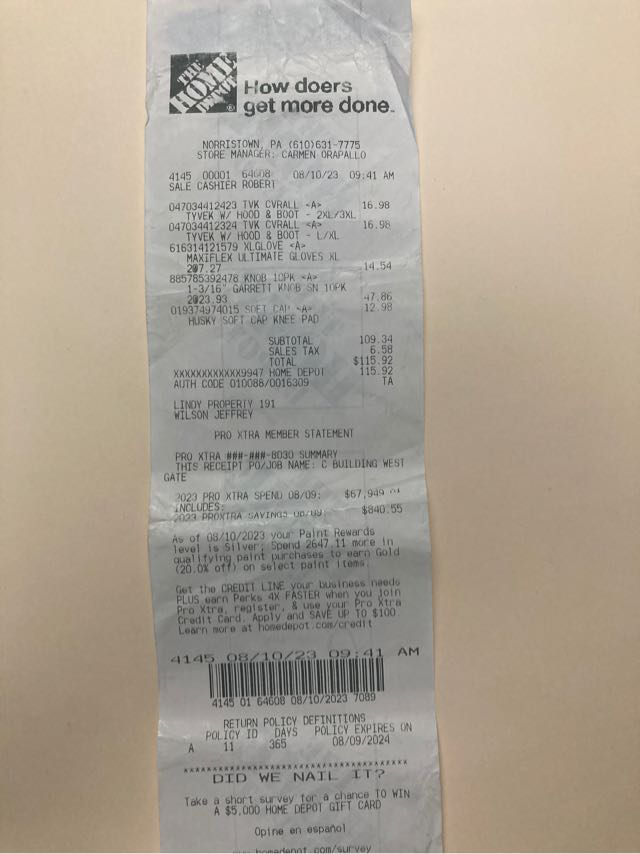 THE
HOME
DEPOT
How doers
get more done.
NORRISTOWN, PA (610)631-7775
STORE MANAGER: CARMEN ORAPALLO
4145 00001 64608 08/10/23 09:41 AM
SALE CASHIER ROBERT
047034412423 TVK CVRALL <A> 16.98
TYVEK W/ HOOD & BOOT - 2XL/3XL
047034412324 TVK CVRALL <A> 16.98
TYVEK W/ HOOD & BOOT - L/XL
616314121579 XLGLOVE <A>
MAXIFLEX ULTIMATE GLOVES XL
2@7.27 14.54
885785392478 KNOB 10PK <A>
1-3/16" GARRETT KNOB SN 10PK
2@23.93 47.86
019374974015 SOFT CAP <A> 12.98
HUSKY SOFT CAP KNEE PAD
SUBTOTAL 109.34
SALES TAX 6.58
TOTAL $115.92
XXXXXXXXXXXX9947 HOME DEPOT 115.92
AUTH CODE 010088/0016309 TA
LINDY PROPERTY 191
WILSON JEFFREY
PRO XTRA MEMBER STATEMENT
PRO XTRA ###-###-8030 SUMMARY
THIS RECEIPT PO/JOB NAME: C BUILDING WEST
GATE
2023 PRO XTRA SPEND 08/09: $67,949
INCLUDES:
2023 PROXTRA SAVINGS 08/09: $840.55
As of 08/10/2023 your Paint Rewards
level is Silver; Spend 2647.11 more in
qualifying paint purchases to earn Gold
(20.0% off) on select paint items.
Get the CREDIT LINE your business needs
PLUS earn Perks 4X FASTER when you join
Pro Xtra, register, & use your Pro Xtra
Credit Card. Apply and SAVE UP TO $100
Learn more at homedepot.com/credit
4145 08/10/23 09:41 AM
4145 01 64608 08/10/2023 7089
RETURN POLICY DEFINITIONS
POLICY ID DAYS POLICY EXPIRES ON
A 11 365 08/09/2024
DID WE NAIL IT?
Take a short survey for a chance TO WIN
A $5,000 HOME DEPOT GIFT CARD
Opine en español
homedepot.com/survey